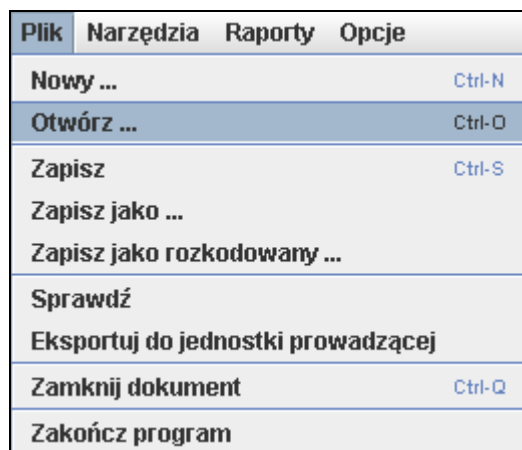 Plik Narzędzia Raporty Opcje
Nowy ... Ctrl-N
Otwórz ... Ctrl-O
Zapisz Ctrl-S
Zapisz jako ...
Zapisz jako rozkodowany ...
Sprawdź
Eksportuj do jednostki prowadzącej
Zamknij dokument Ctrl-Q
Zakończ program